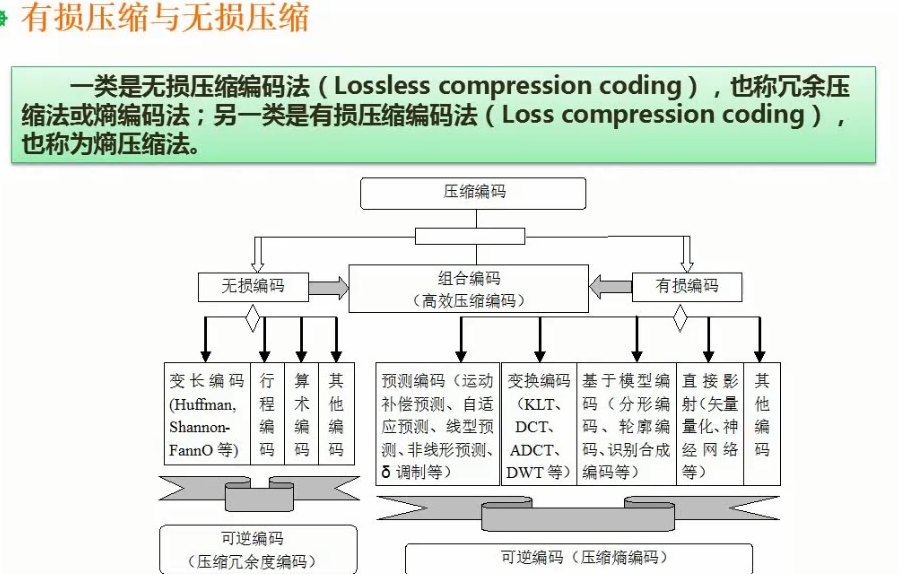 有损压缩与无损压缩
一类是无损压缩编码法（Lossless compression coding），也称冗余压
缩法或熵编码法；另一类是有损压缩编码法（Loss compression coding），
也称为熵压缩法。
压缩编码
无损编码
组合编码
（高效压缩编码）
有损编码
变长编码
(Huffman,
Shannon-
FannO 等)
行
程
编
码
算
术
编
码
其
他
编
码
预测编码（运动
补偿预测、自适
应预测、线型预
测、非线形预测、
δ 调制等）
变换编码
（KLT、
DCT、
ADCT、
DWT 等）
基于模型编
码（分形编
码、轮廓编
码、识别合成
编码等）
直接影
射（矢量
量化、神
经网络
等）
其
他
编
码
可逆编码
（压缩冗余度编码）
可逆编码（压缩熵编码）